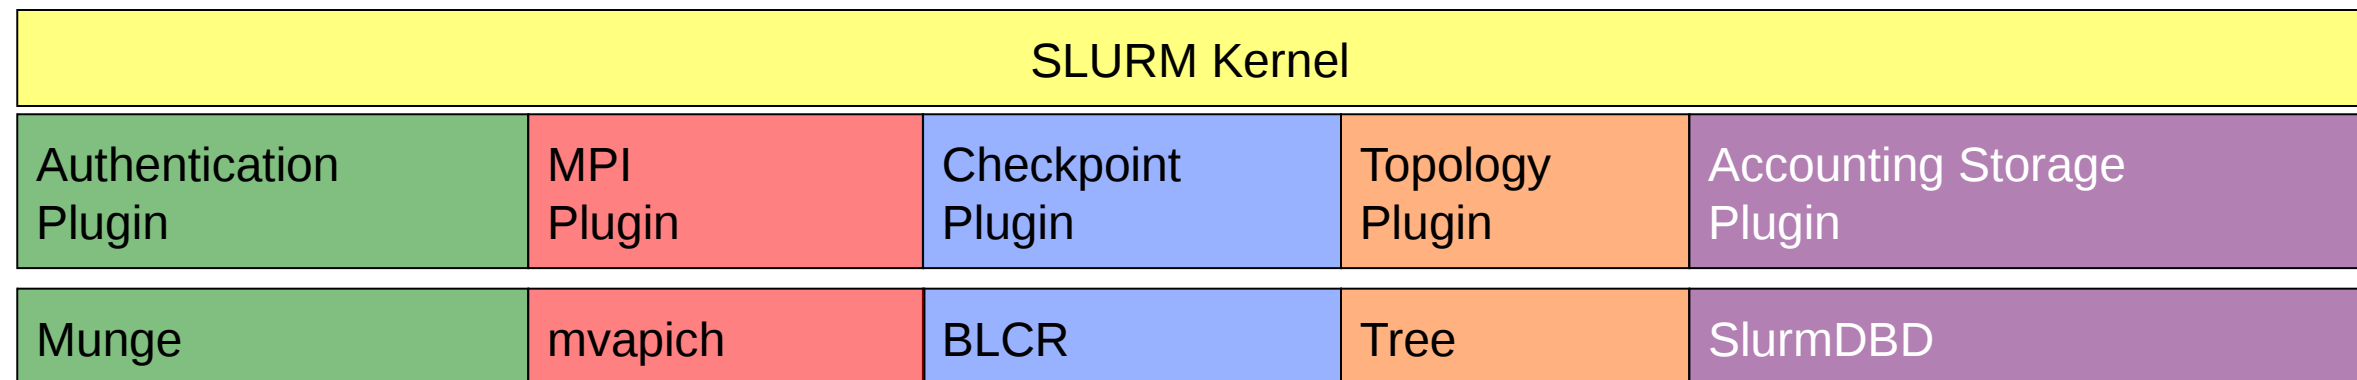 SLURM Kernel
Authentication
Plugin
MPI
Plugin
Checkpoint
Plugin
Topology
Plugin
Accounting Storage
Plugin
Munge
mvapich
BLCR
Tree
SlurmDBD